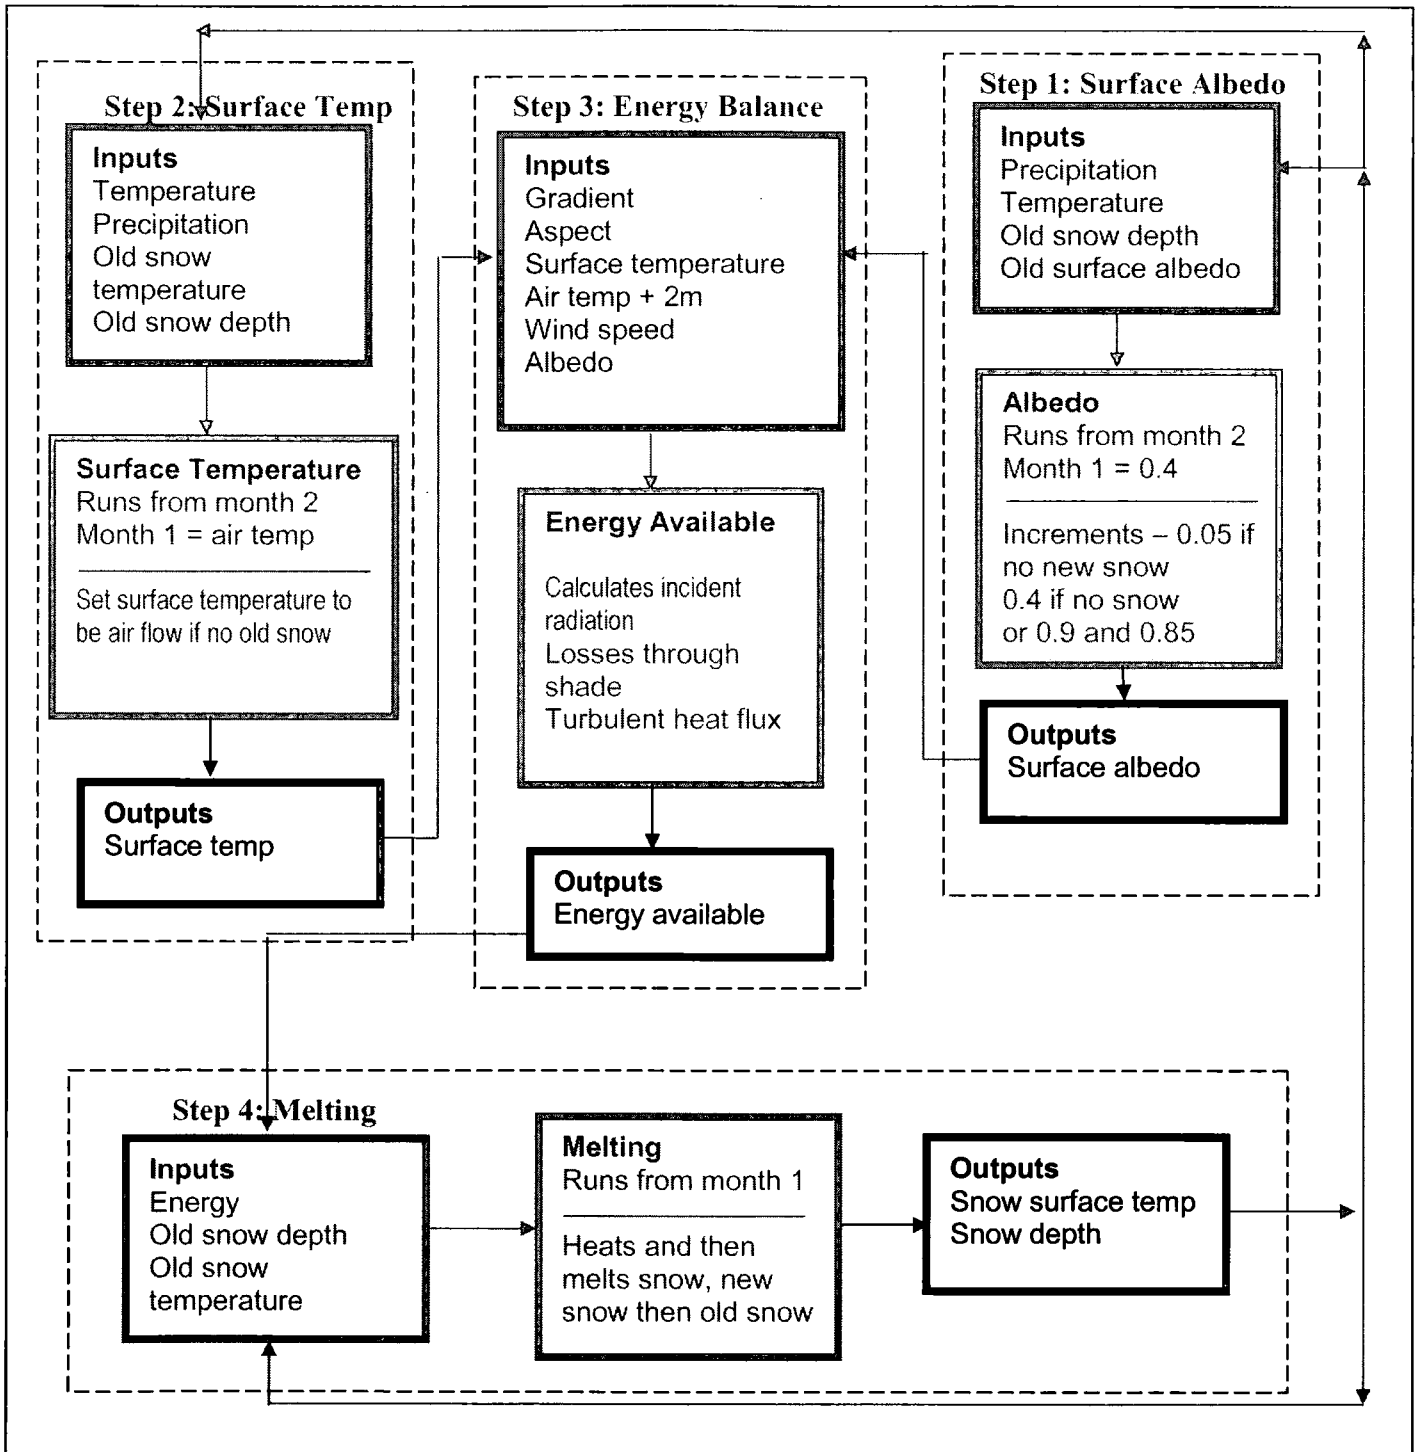 Step 2: Surface Temp
Inputs
Temperature
Precipitation
Old snow
temperature
Old snow depth
Surface Temperature
Runs from month 2
Month 1 = air temp
Set surface temperature to
be air flow if no old snow
Outputs
Surface temp
Step 3: Energy Balance
Inputs
Gradient
Aspect
Surface temperature
Air temp + 2m
Wind speed
Albedo
Energy Available
Calculates incident
radiation
Losses through
shade
Turbulent heat flux
Outputs
Energy available
Step 1: Surface Albedo
Inputs
Precipitation
Temperature
Old snow depth
Old surface albedo
Albedo
Runs from month 2
Month 1 = 0.4
Increments – 0.05 if
no new snow
0.4 if no snow
or 0.9 and 0.85
Outputs
Surface albedo
Step 4: Melting
Inputs
Energy
Old snow depth
Old snow
temperature
Melting
Runs from month 1
Heats and then
melts snow, new
snow then old snow
Outputs
Snow surface temp
Snow depth